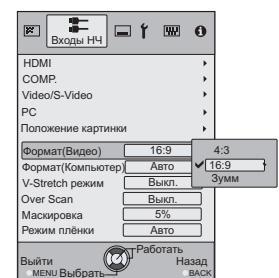 Входы НЧ
HDMI
COMP.
Video/S-Video
PC
Положение картинки
Формат(Видео) 16:9
4:3
16:9
Зумм
Формат(Компьютер) Авто
V-Stretch режим Выкл.
Over Scan Выкл.
Маскировка 5%
Режим плёнки Авто
Работать
Выйти Назад
MENU Выбрать BACK